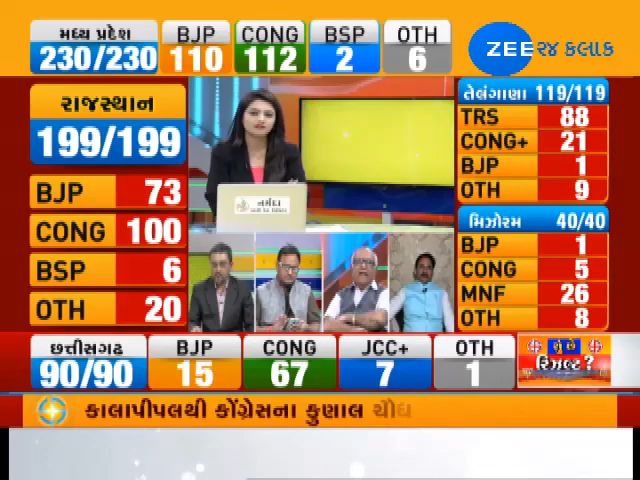 મધ્ય પ્રદેશ
230/230
BJP
110
CONG
112
BSP
2
OTH
6
ZEE ૨૪ કલાક
રાજસ્થાન
199/199
BJP 73
CONG 100
BSP 6
OTH 20
તેલંગાણા 119/119
TRS 88
CONG+ 21
BJP 1
OTH 9
મિઝોરમ 40/40
BJP 1
CONG 5
MNF 26
OTH 8
નર્મદા
છત્તીસગઢ
90/90
BJP
15
CONG
67
JCC+
7
OTH
1
રિઝલ્ટ?
કાલાપીપલથી કોંગ્રેસના કુણાલ ચૌધ